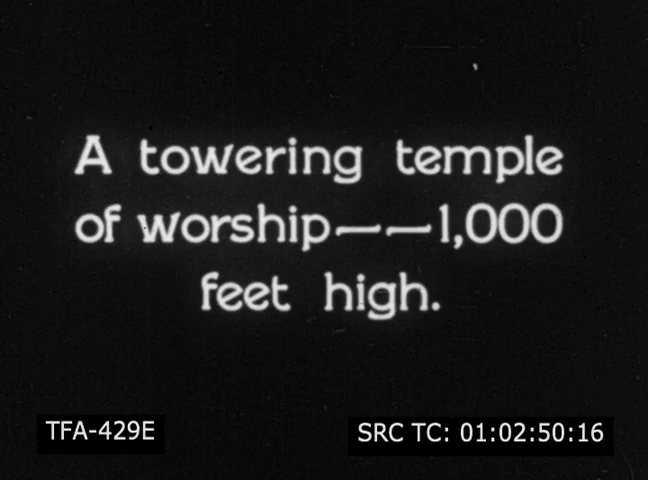 A towering temple
of worship——1,000
feet high.
TFA-429E
SRC TC: 01:02:50:16